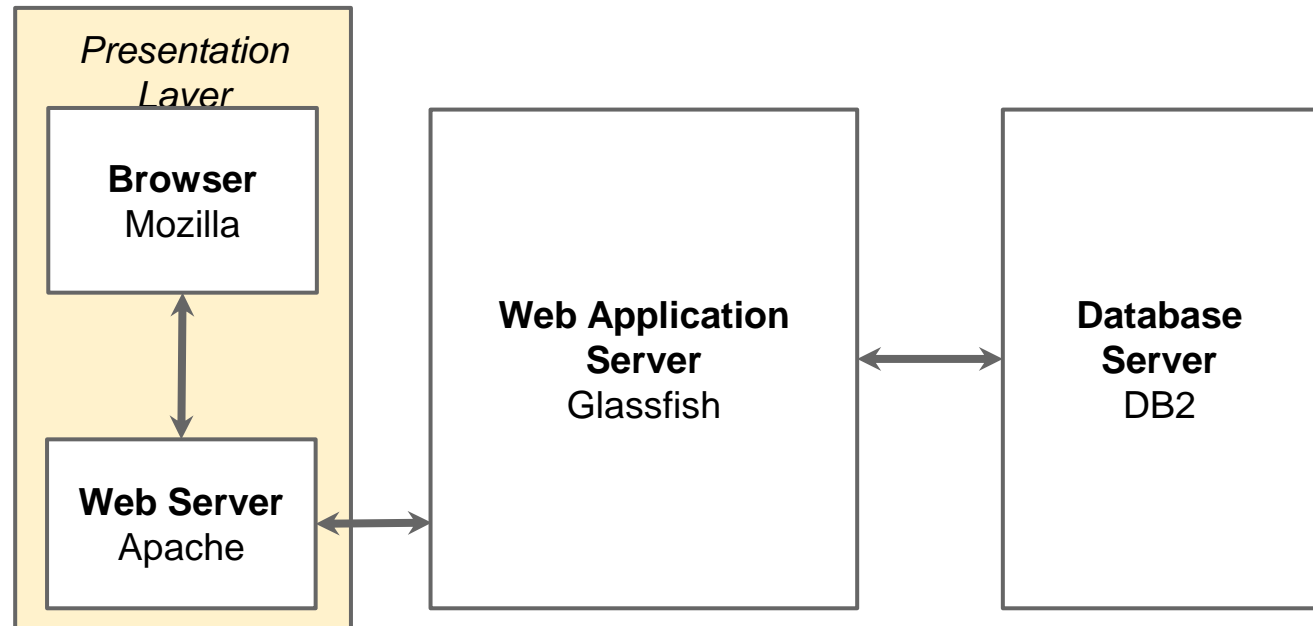 Presentation
Layer
Browser
Mozilla
Web Server
Apache
Web Application
Server
Glassfish
Database
Server
DB2